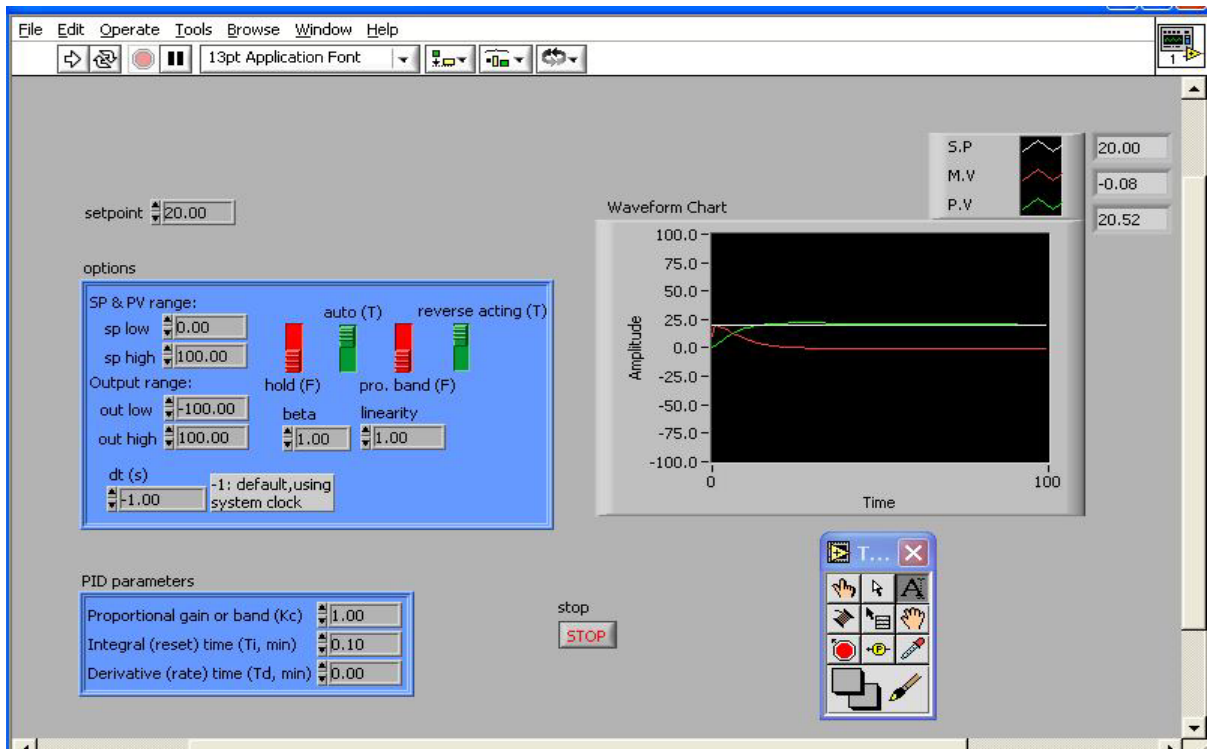 File Edit Operate Tools Browse Window Help
13pt Application Font
1
S.P 20.00
M.V -0.08
P.V 20.52
setpoint 20.00
Waveform Chart
100.0
75.0
50.0
25.0
0.0
-25.0
-50.0
-75.0
-100.0
Amplitude
0 100
Time
options
SP & PV range:
auto (T) reverse acting (T)
sp low 0.00
sp high 100.00
Output range:
hold (F) pro. band (F)
out low -100.00
beta linearity
out high 100.00 1.00 1.00
dt (s)
-1.00
-1: default,using
system clock
PID parameters
Proportional gain or band (Kc) 1.00
Integral (reset) time (Ti, min) 0.10
Derivative (rate) time (Td, min) 0.00
stop
STOP
T...
A
P